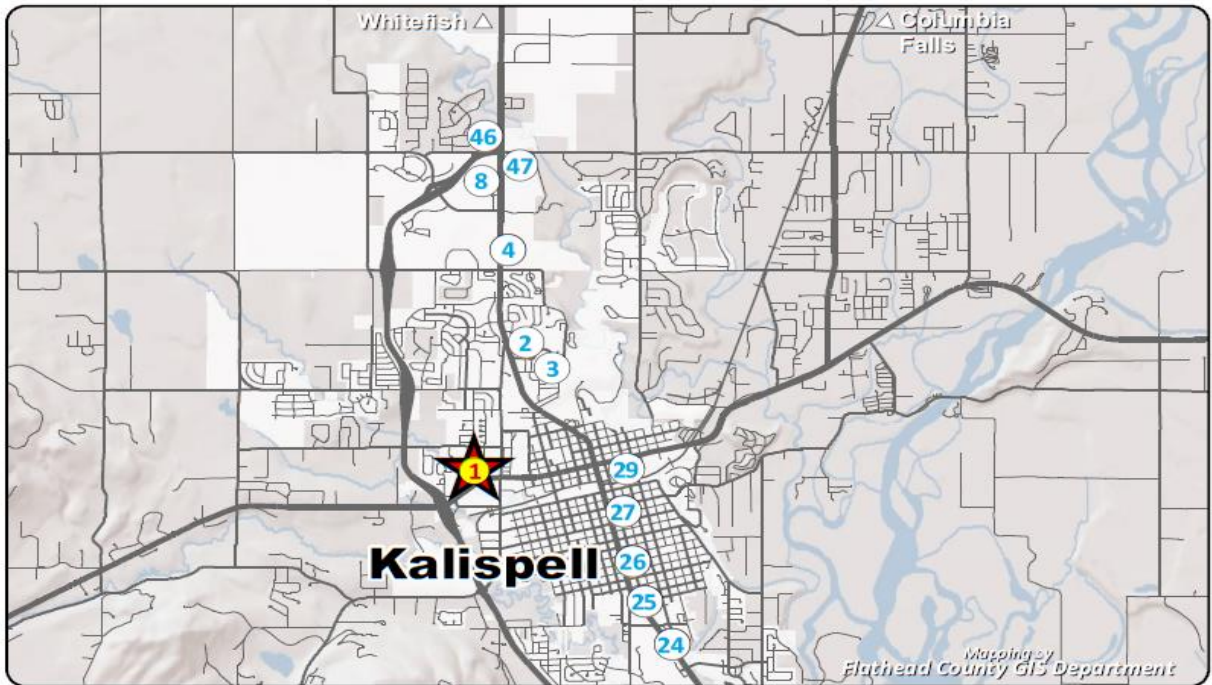 Whitefish △
△ Columbia
Falls
46
47
8
4
2
3
1
29
27
Kalispell
26
25
24
Mapping by
Flathead County GIS Department